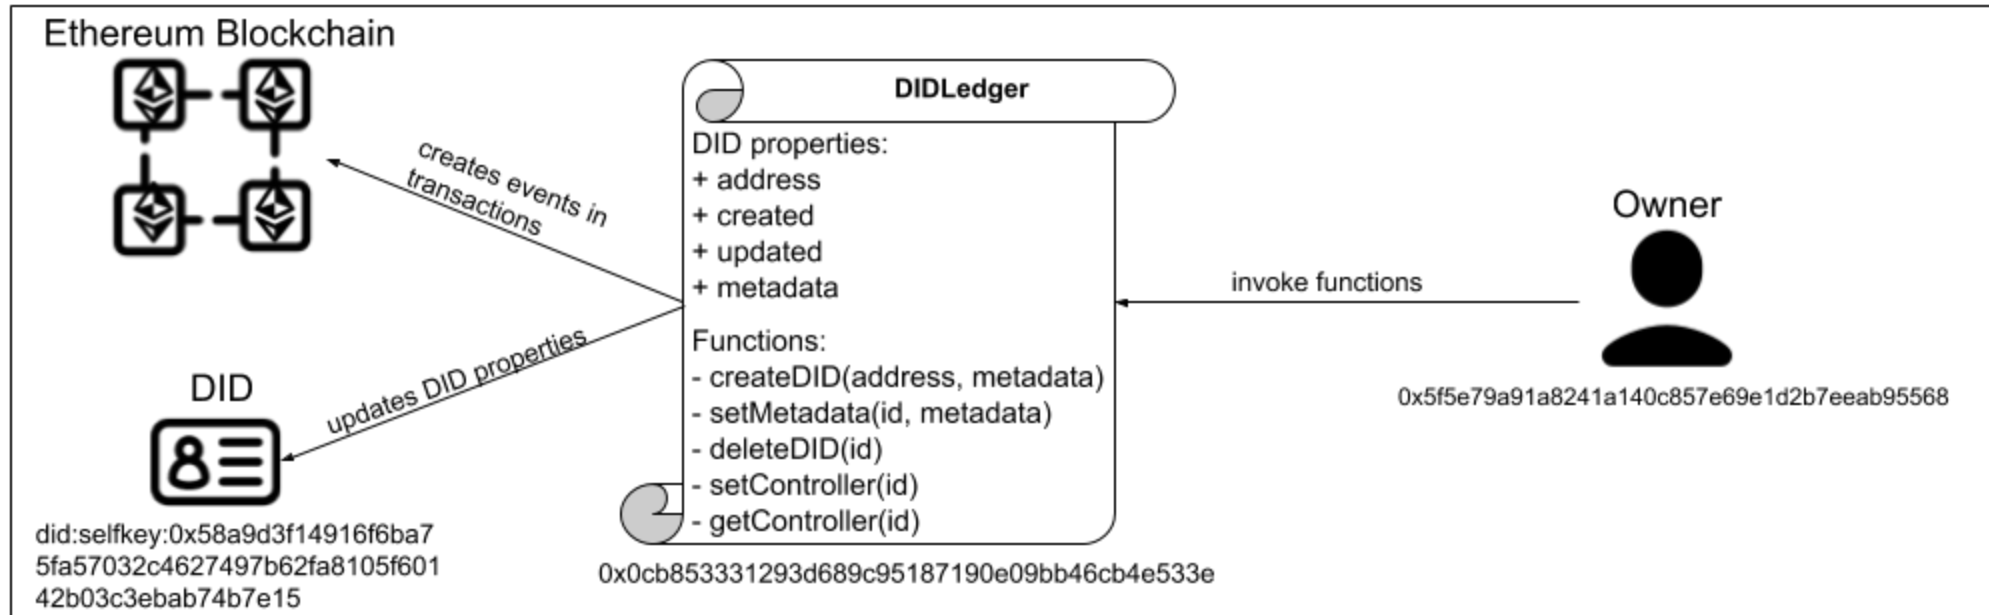 Ethereum Blockchain
creates events in
transactions
updates DID properties
DID
did:selfkey:0x58a9d3f14916f6ba7
5fa57032c4627497b62fa8105f601
42b03c3ebab74b7e15
DIDLedger
DID properties:
+ address
+ created
+ updated
+ metadata
Functions:
- createDID(address, metadata)
- setMetadata(id, metadata)
- deleteDID(id)
- setController(id)
- getController(id)
0x0cb853331293d689c95187190e09bb46cb4e533e
invoke functions
Owner
0x5f5e79a91a8241a140c857e69e1d2b7eeab95568